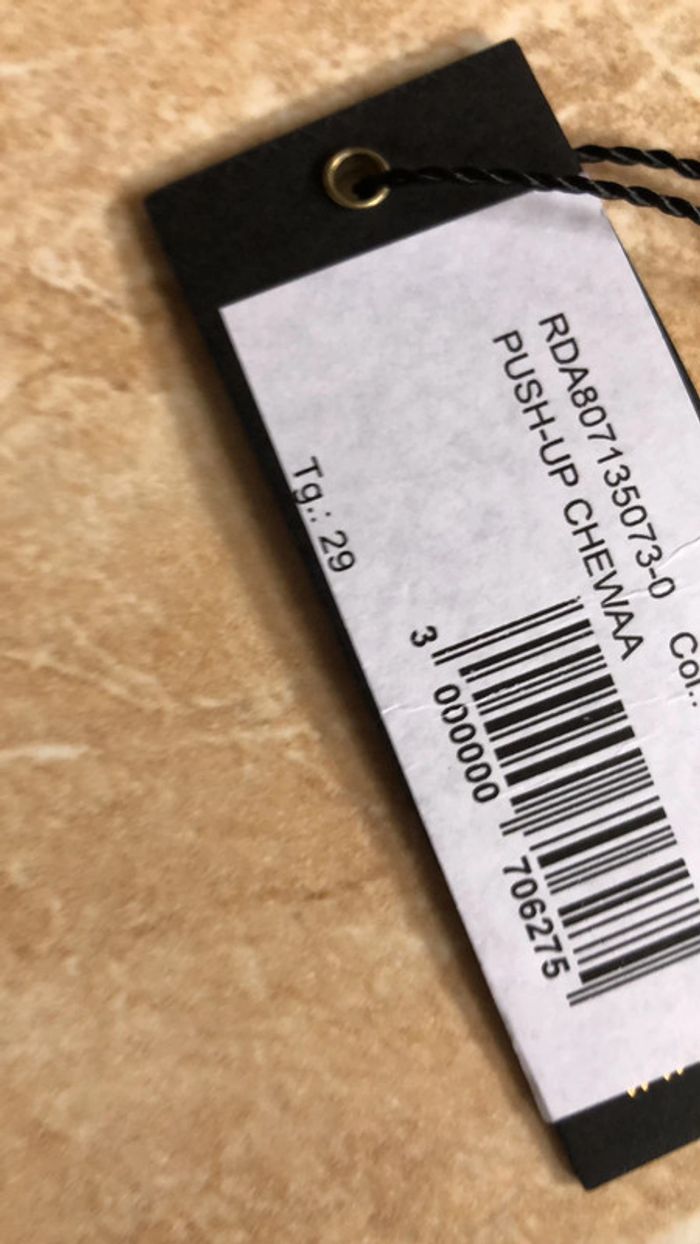 RDA807135073-0 Col.:
PUSH-UP CHEWAA
Tg.: 29
3 000000 706275